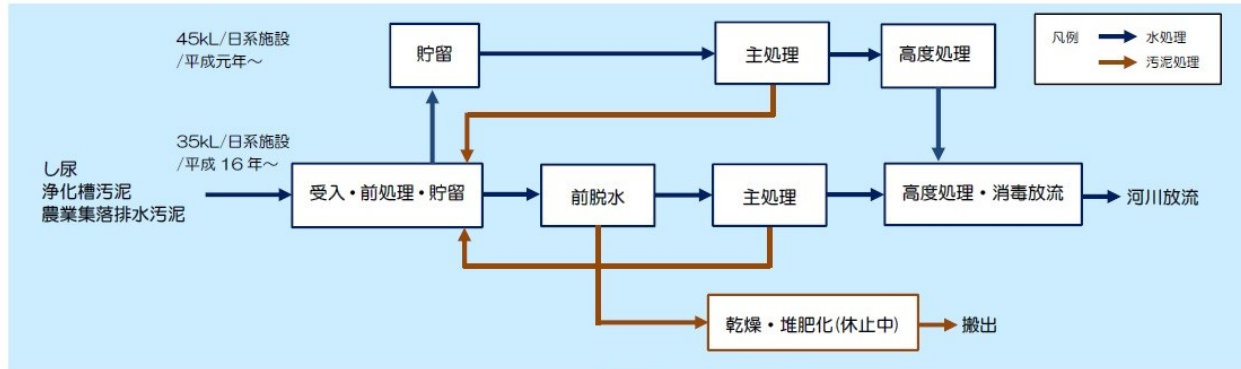 45kL/日系施設
/平成元年～
貯留
主処理
高度処理
凡例
水処理
汚泥処理
35kL/日系施設
/平成 16 年～
し尿
浄化槽汚泥
農業集落排水汚泥
受入・前処理・貯留
前脱水
主処理
高度処理・消毒放流
河川放流
乾燥・堆肥化(休止中)
搬出